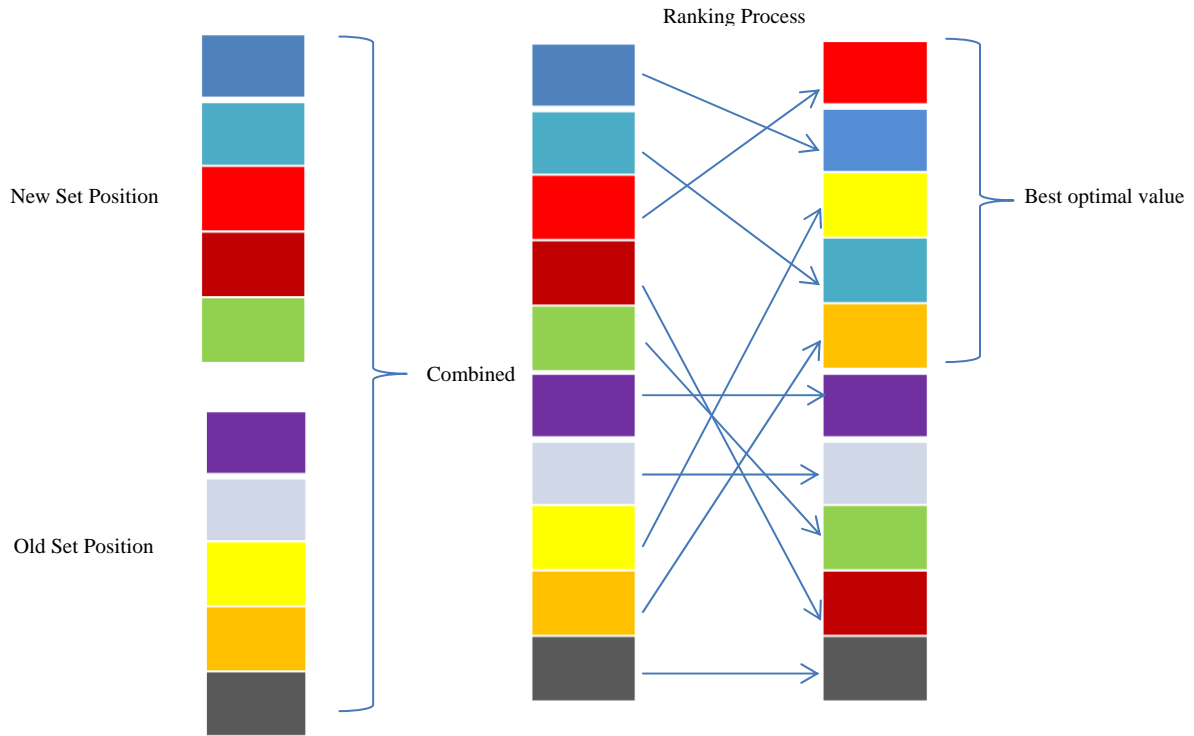 Ranking Process
New Set Position
Best optimal value
Combined
Old Set Position